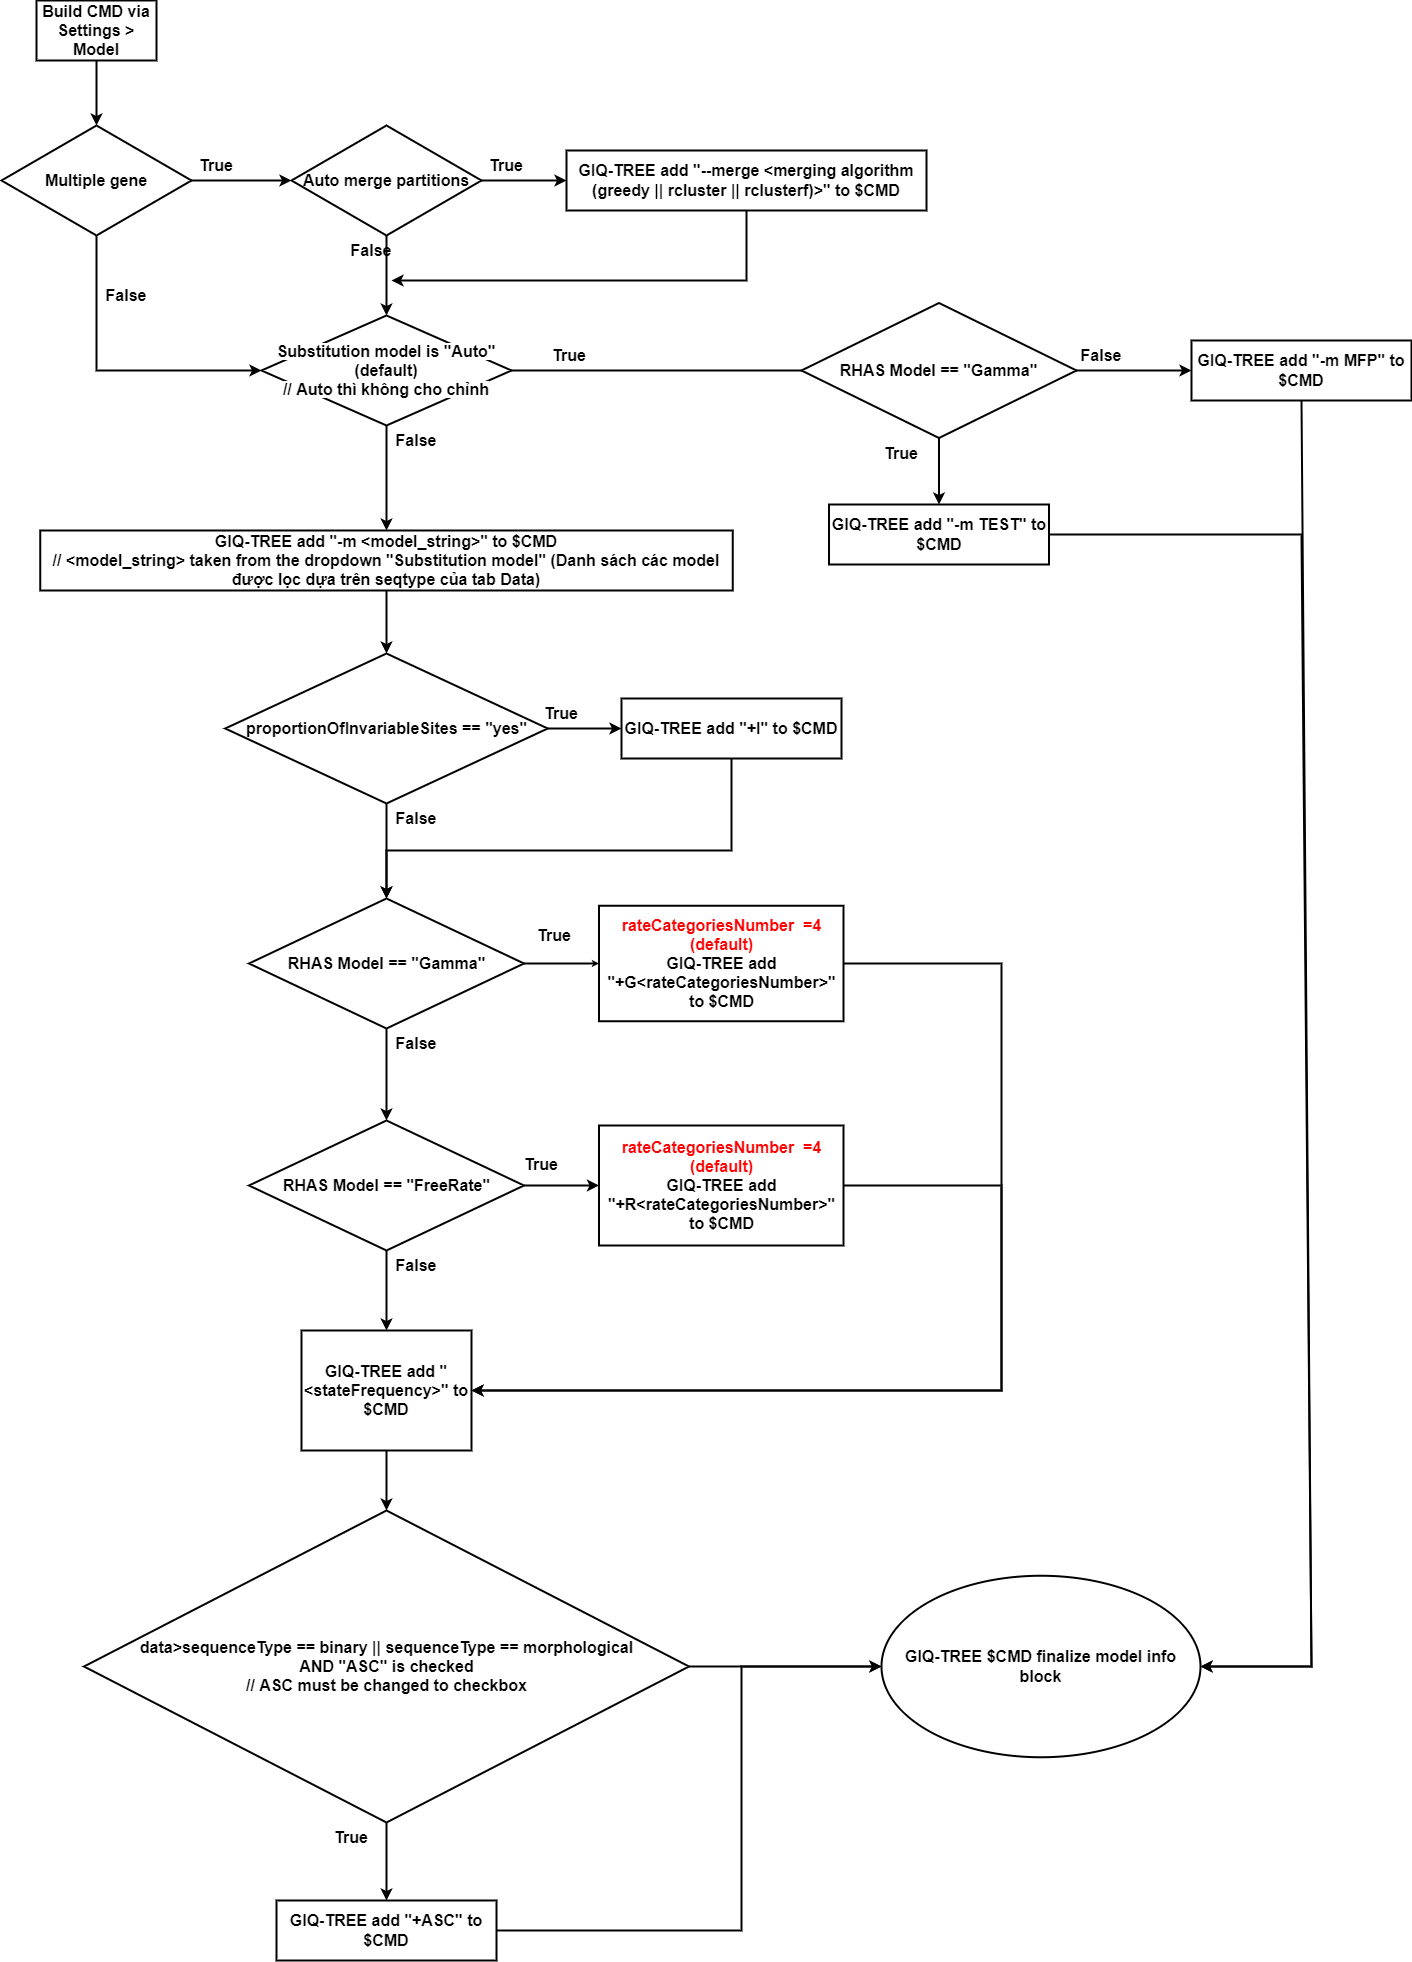 Build CMD via
Settings >
Model
Multiple gene
True
Auto merge partitions
True
GIQ-TREE add "--merge <merging algorithm
(greedy || rcluster || rclusterf)>" to $CMD
False
False
Substitution model is "Auto"
(default)
// Auto thì không cho chỉnh
True
RHAS Model == "Gamma"
False
GIQ-TREE add "-m MFP" to
$CMD
False
True
GIQ-TREE add "-m TEST" to
$CMD
GIQ-TREE add "-m <model_string>" to $CMD
// <model_string> taken from the dropdown "Substitution model" (Danh sách các model
được lọc dựa trên seqtype của tab Data)
proportionOfInvariableSites == "yes"
True
GIQ-TREE add "+I" to $CMD
False
RHAS Model == "Gamma"
True
rateCategoriesNumber =4
(default)
GIQ-TREE add
"+G<rateCategoriesNumber>"
to $CMD
False
RHAS Model == "FreeRate"
True
rateCategoriesNumber =4
(default)
GIQ-TREE add
"+R<rateCategoriesNumber>"
to $CMD
False
GIQ-TREE add "
<stateFrequency>" to
$CMD
data>sequenceType == binary || sequenceType == morphological
AND "ASC" is checked
// ASC must be changed to checkbox
GIQ-TREE $CMD finalize model info
block
True
GIQ-TREE add "+ASC" to
$CMD